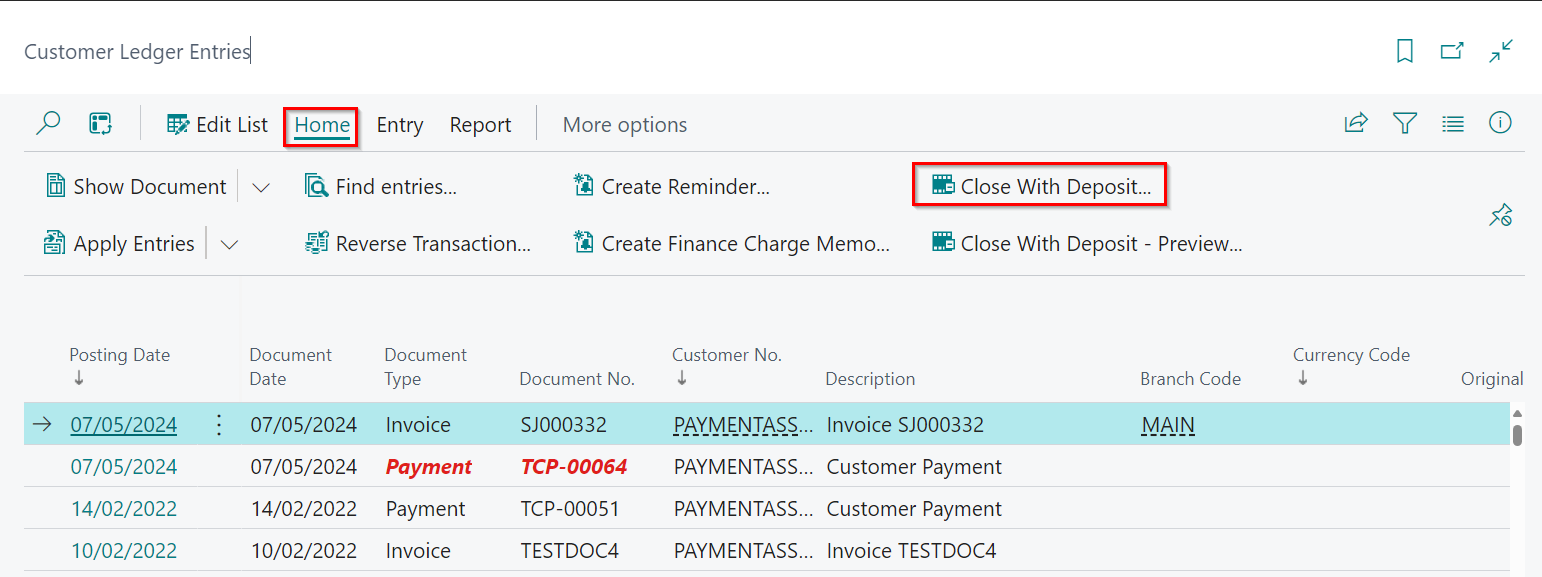 Customer Ledger Entries
Edit List Home Entry Report More options
Show Document Find entries... Create Reminder... Close With Deposit...
Apply Entries Reverse Transaction... Create Finance Charge Memo... Close With Deposit - Preview...
Posting Date Document Date Document Type Document No. Customer No. Description Branch Code Currency Code Original
07/05/2024 07/05/2024 Invoice SJ000332 PAYMENTASS... Invoice SJ000332 MAIN
07/05/2024 07/05/2024 Payment TCP-00064 PAYMENTASS... Customer Payment
14/02/2022 14/02/2022 Payment TCP-00051 PAYMENTASS... Customer Payment
10/02/2022 10/02/2022 Invoice TESTDOC4 PAYMENTASS... Invoice TESTDOC4